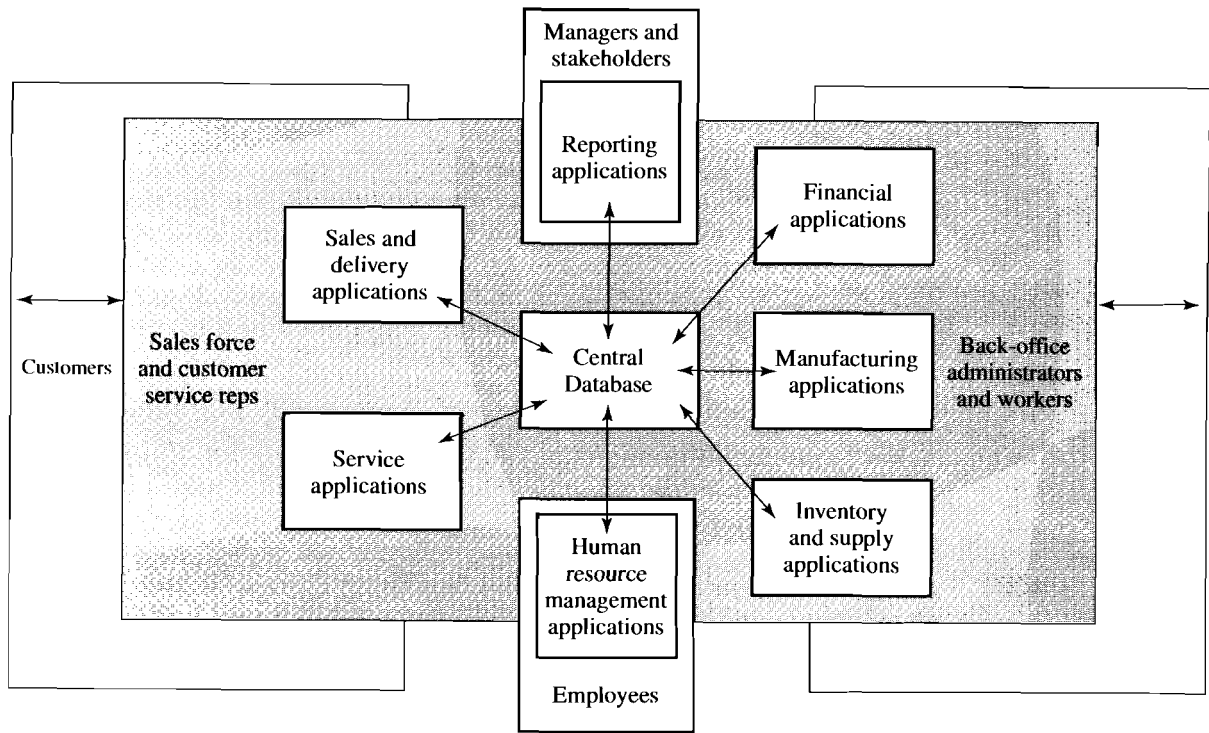 Managers and
stakeholders
Reporting
applications
Financial
applications
Sales and
delivery
applications
Customers
Sales force
and customer
service reps
Central
Database
Manufacturing
applications
Back-office
administrators
and workers
Service
applications
Inventory
and supply
applications
Human
resource
management
applications
Employees